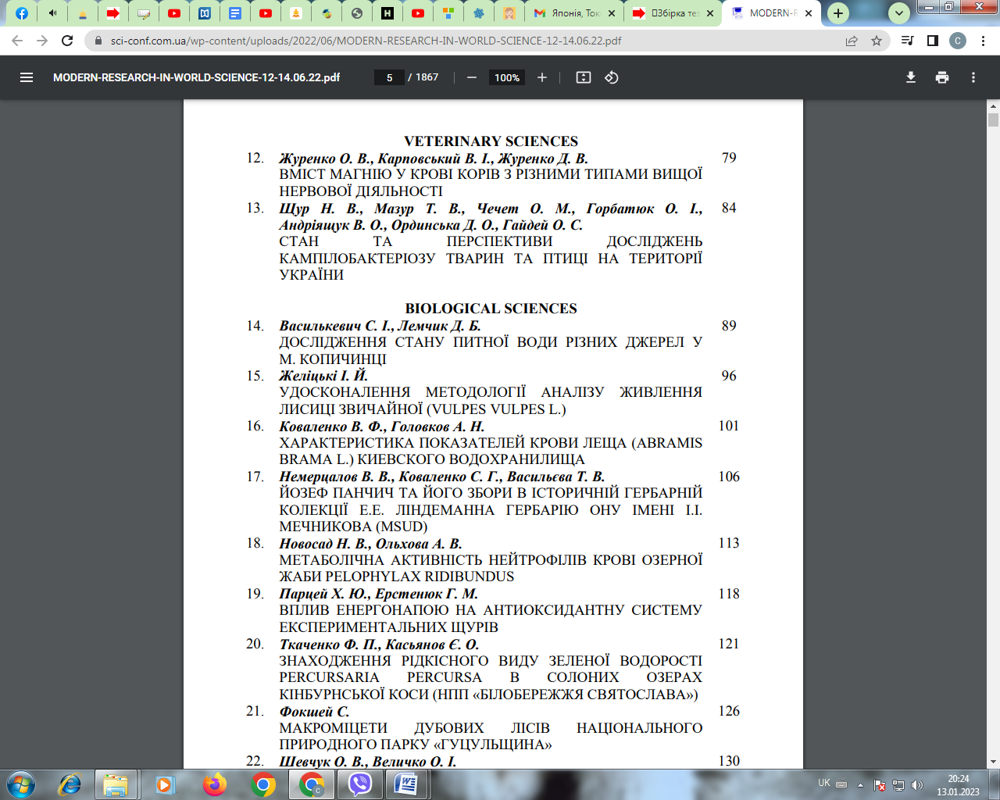 Японія, Ток
Збірка тез
MODERN-R
sci-conf.com.ua/wp-content/uploads/2022/06/MODERN-RESEARCH-IN-WORLD-SCIENCE-12-14.06.22.pdf
C
MODERN-RESEARCH-IN-WORLD-SCIENCE-12-14.06.22.pdf 5 / 1867 100%
VETERINARY SCIENCES
12. Журенко О. В., Карповський В. І., Журенко Д. В. 79
ВМІСТ МАГНІЮ У КРОВІ КОРІВ З РІЗНИМИ ТИПАМИ ВИЩОЇ
НЕРВОВОЇ ДІЯЛЬНОСТІ
13. Щур Н. В., Мазур Т. В., Чечет О. М., Горбатюк О. І., 84
Андріящук В. О., Ординська Д. О., Гайдей О. С.
СТАН ТА ПЕРСПЕКТИВИ ДОСЛІДЖЕНЬ
КАМПІЛОБАКТЕРІОЗУ ТВАРИН ТА ПТИЦІ НА ТЕРИТОРІЇ
УКРАЇНИ
BIOLOGICAL SCIENCES
14. Василькевич С. І., Лемчик Д. Б. 89
ДОСЛІДЖЕННЯ СТАНУ ПИТНОЇ ВОДИ РІЗНИХ ДЖЕРЕЛ У
М. КОПИЧИНЦІ
15. Желіцькі І. Й. 96
УДОСКОНАЛЕННЯ МЕТОДОЛОГІЇ АНАЛІЗУ ЖИВЛЕННЯ
ЛИСИЦІ ЗВИЧАЙНОЇ (VULPES VULPES L.)
16. Коваленко В. Ф., Головков А. Н. 101
ХАРАКТЕРИСТИКА ПОКАЗАТЕЛЕЙ КРОВИ ЛЕЩА (ABRAMIS
BRAMA L.) КИЕВСКОГО ВОДОХРАНИЛИЩА
17. Немерцалов В. В., Коваленко С. Г., Васильєва Т. В. 106
ЙОЗЕФ ПАНЧИЧ ТА ЙОГО ЗБОРИ В ІСТОРИЧНІЙ ГЕРБАРНІЙ
КОЛЕКЦІЇ Е.Е. ЛІНДЕМАННА ГЕРБАРІЮ ОНУ ІМЕНІ І.І.
МЕЧНИКОВА (MSUD)
18. Новосад Н. В., Ольхова А. В. 113
МЕТАБОЛІЧНА АКТИВНІСТЬ НЕЙТРОФІЛІВ КРОВІ ОЗЕРНОЇ
ЖАБИ PELOPHYLAX RIDIBUNDUS
19. Парцей Х. Ю., Ерстенюк Г. М. 118
ВПЛИВ ЕНЕРГОНАПОЮ НА АНТИОКСИДАНТНУ СИСТЕМУ
ЕКСПЕРИМЕНТАЛЬНИХ ЩУРІВ
20. Ткаченко Ф. П., Касьянов Є. О. 121
ЗНАХОДЖЕННЯ РІДКІСНОГО ВИДУ ЗЕЛЕНОЇ ВОДОРОСТІ
PERCURSARIA PERCURSA В СОЛОНИХ ОЗЕРАХ
КІНБУРНСЬКОЇ КОСИ (НПП «БІЛОБЕРЕЖЖЯ СВЯТОСЛАВА»)
21. Фокшей С. 126
МАКРОМІЦЕТИ ДУБОВИХ ЛІСІВ НАЦІОНАЛЬНОГО
ПРИРОДНОГО ПАРКУ «ГУЦУЛЬЩИНА»
22. Шевчук О. В., Величко О. І. 130
UK 20:24
13.01.2023